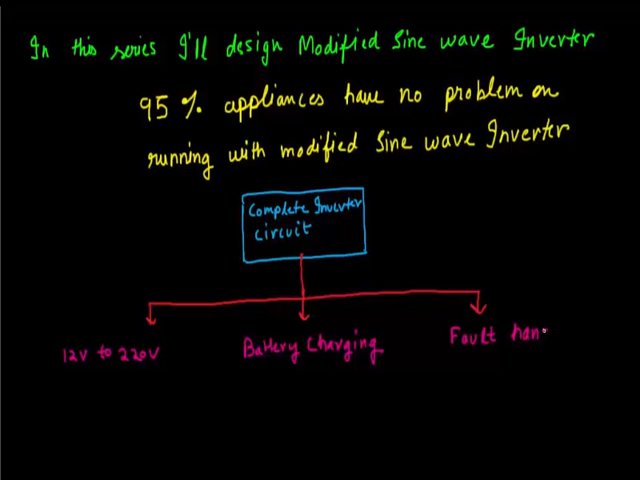 In this series I'll design Modified Sine wave Inverter
95 % appliances have no problem on
running with modified Sine wave Inverter
Complete Inverter
circuit
12V to 220V
Battery Charging
Fault han